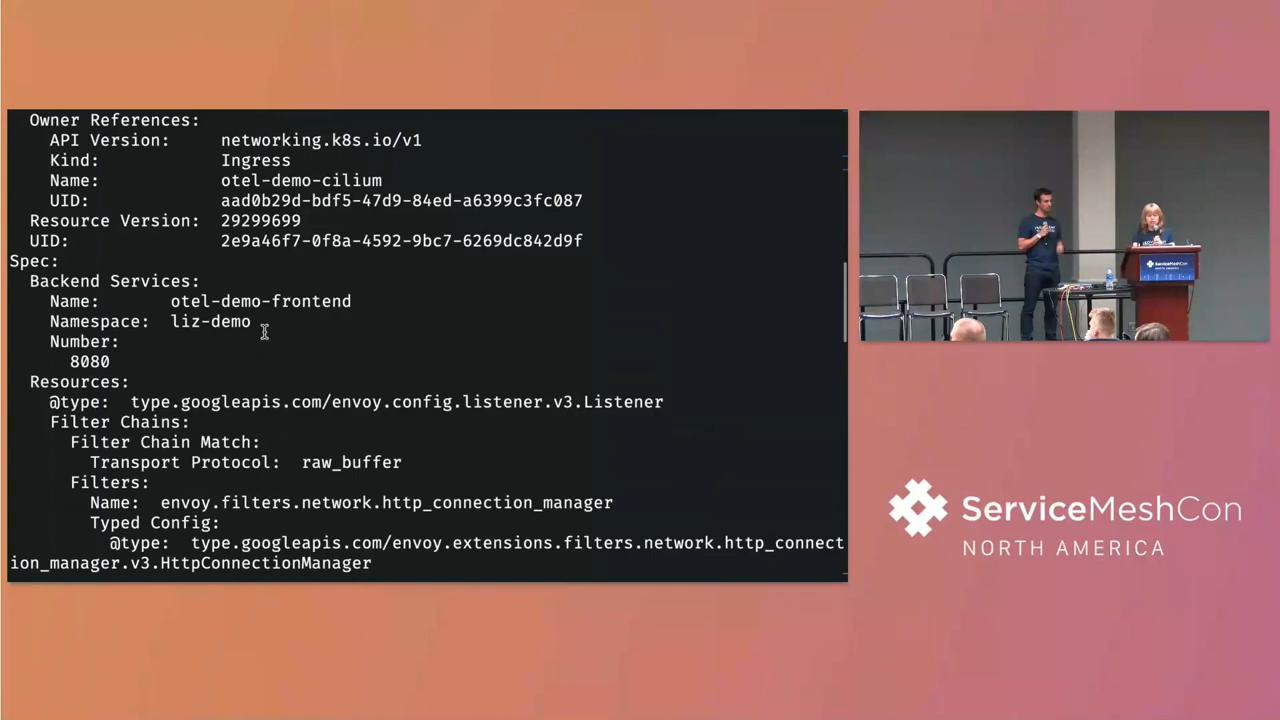 Owner References:
API Version: networking.k8s.io/v1
Kind: Ingress
Name: otel-demo-cilium
UID: aad0b29d-bdf5-47d9-84ed-a6399c3fc087
Resource Version: 29299699
UID: 2e9a46f7-0f8a-4592-9bc7-6269dc842d9f
Spec:
Backend Services:
Name: otel-demo-frontend
Namespace: liz-demo
Number:
8080
Resources:
@type: type.googleapis.com/envoy.config.listener.v3.Listener
Filter Chains:
Filter Chain Match:
Transport Protocol: raw_buffer
Filters:
Name: envoy.filters.network.http_connection_manager
Typed Config:
@type: type.googleapis.com/envoy.extensions.filters.network.http_connect
ion_manager.v3.HttpConnectionManager
ServiceMeshCon
ServiceMeshCon
NORTH AMERICA